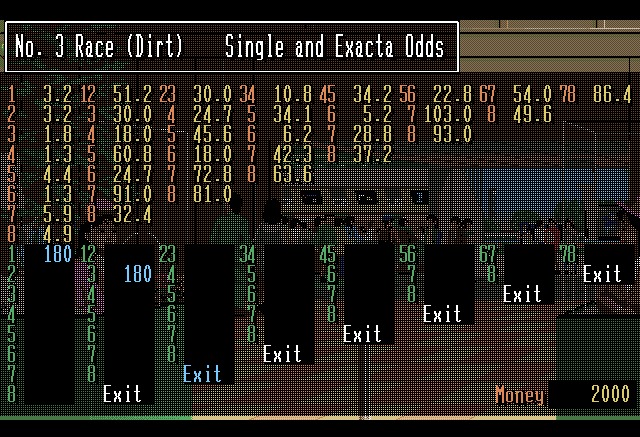 No. 3 Race (Dirt) Single and Exacta Odds
1 3.2 12 51.2 23 30.0 34 10.8 45 34.2 56 22.8 67 54.0 78 86.4
2 3.2 3 30.0 4 24.7 5 34.1 6 5.2 7 103.0 8 49.6
3 1.8 4 18.0 5 45.6 6 6.2 7 28.8 8 93.0
4 1.3 5 60.8 6 18.0 7 42.3 8 37.2
5 4.4 6 24.7 7 72.8 8 63.6
6 1.3 7 91.0 8 81.0
7 5.9 8 32.4
8 4.9
1 180 12 23 34 45 56 67 78
2 3 180 4 5 6 7 8 Exit
3 4 5 6 7 8 Exit
4 5 6 7 8 Exit
5 6 7 8 Exit
6 7 8 Exit
7 8 Exit
8 Exit Money 2000